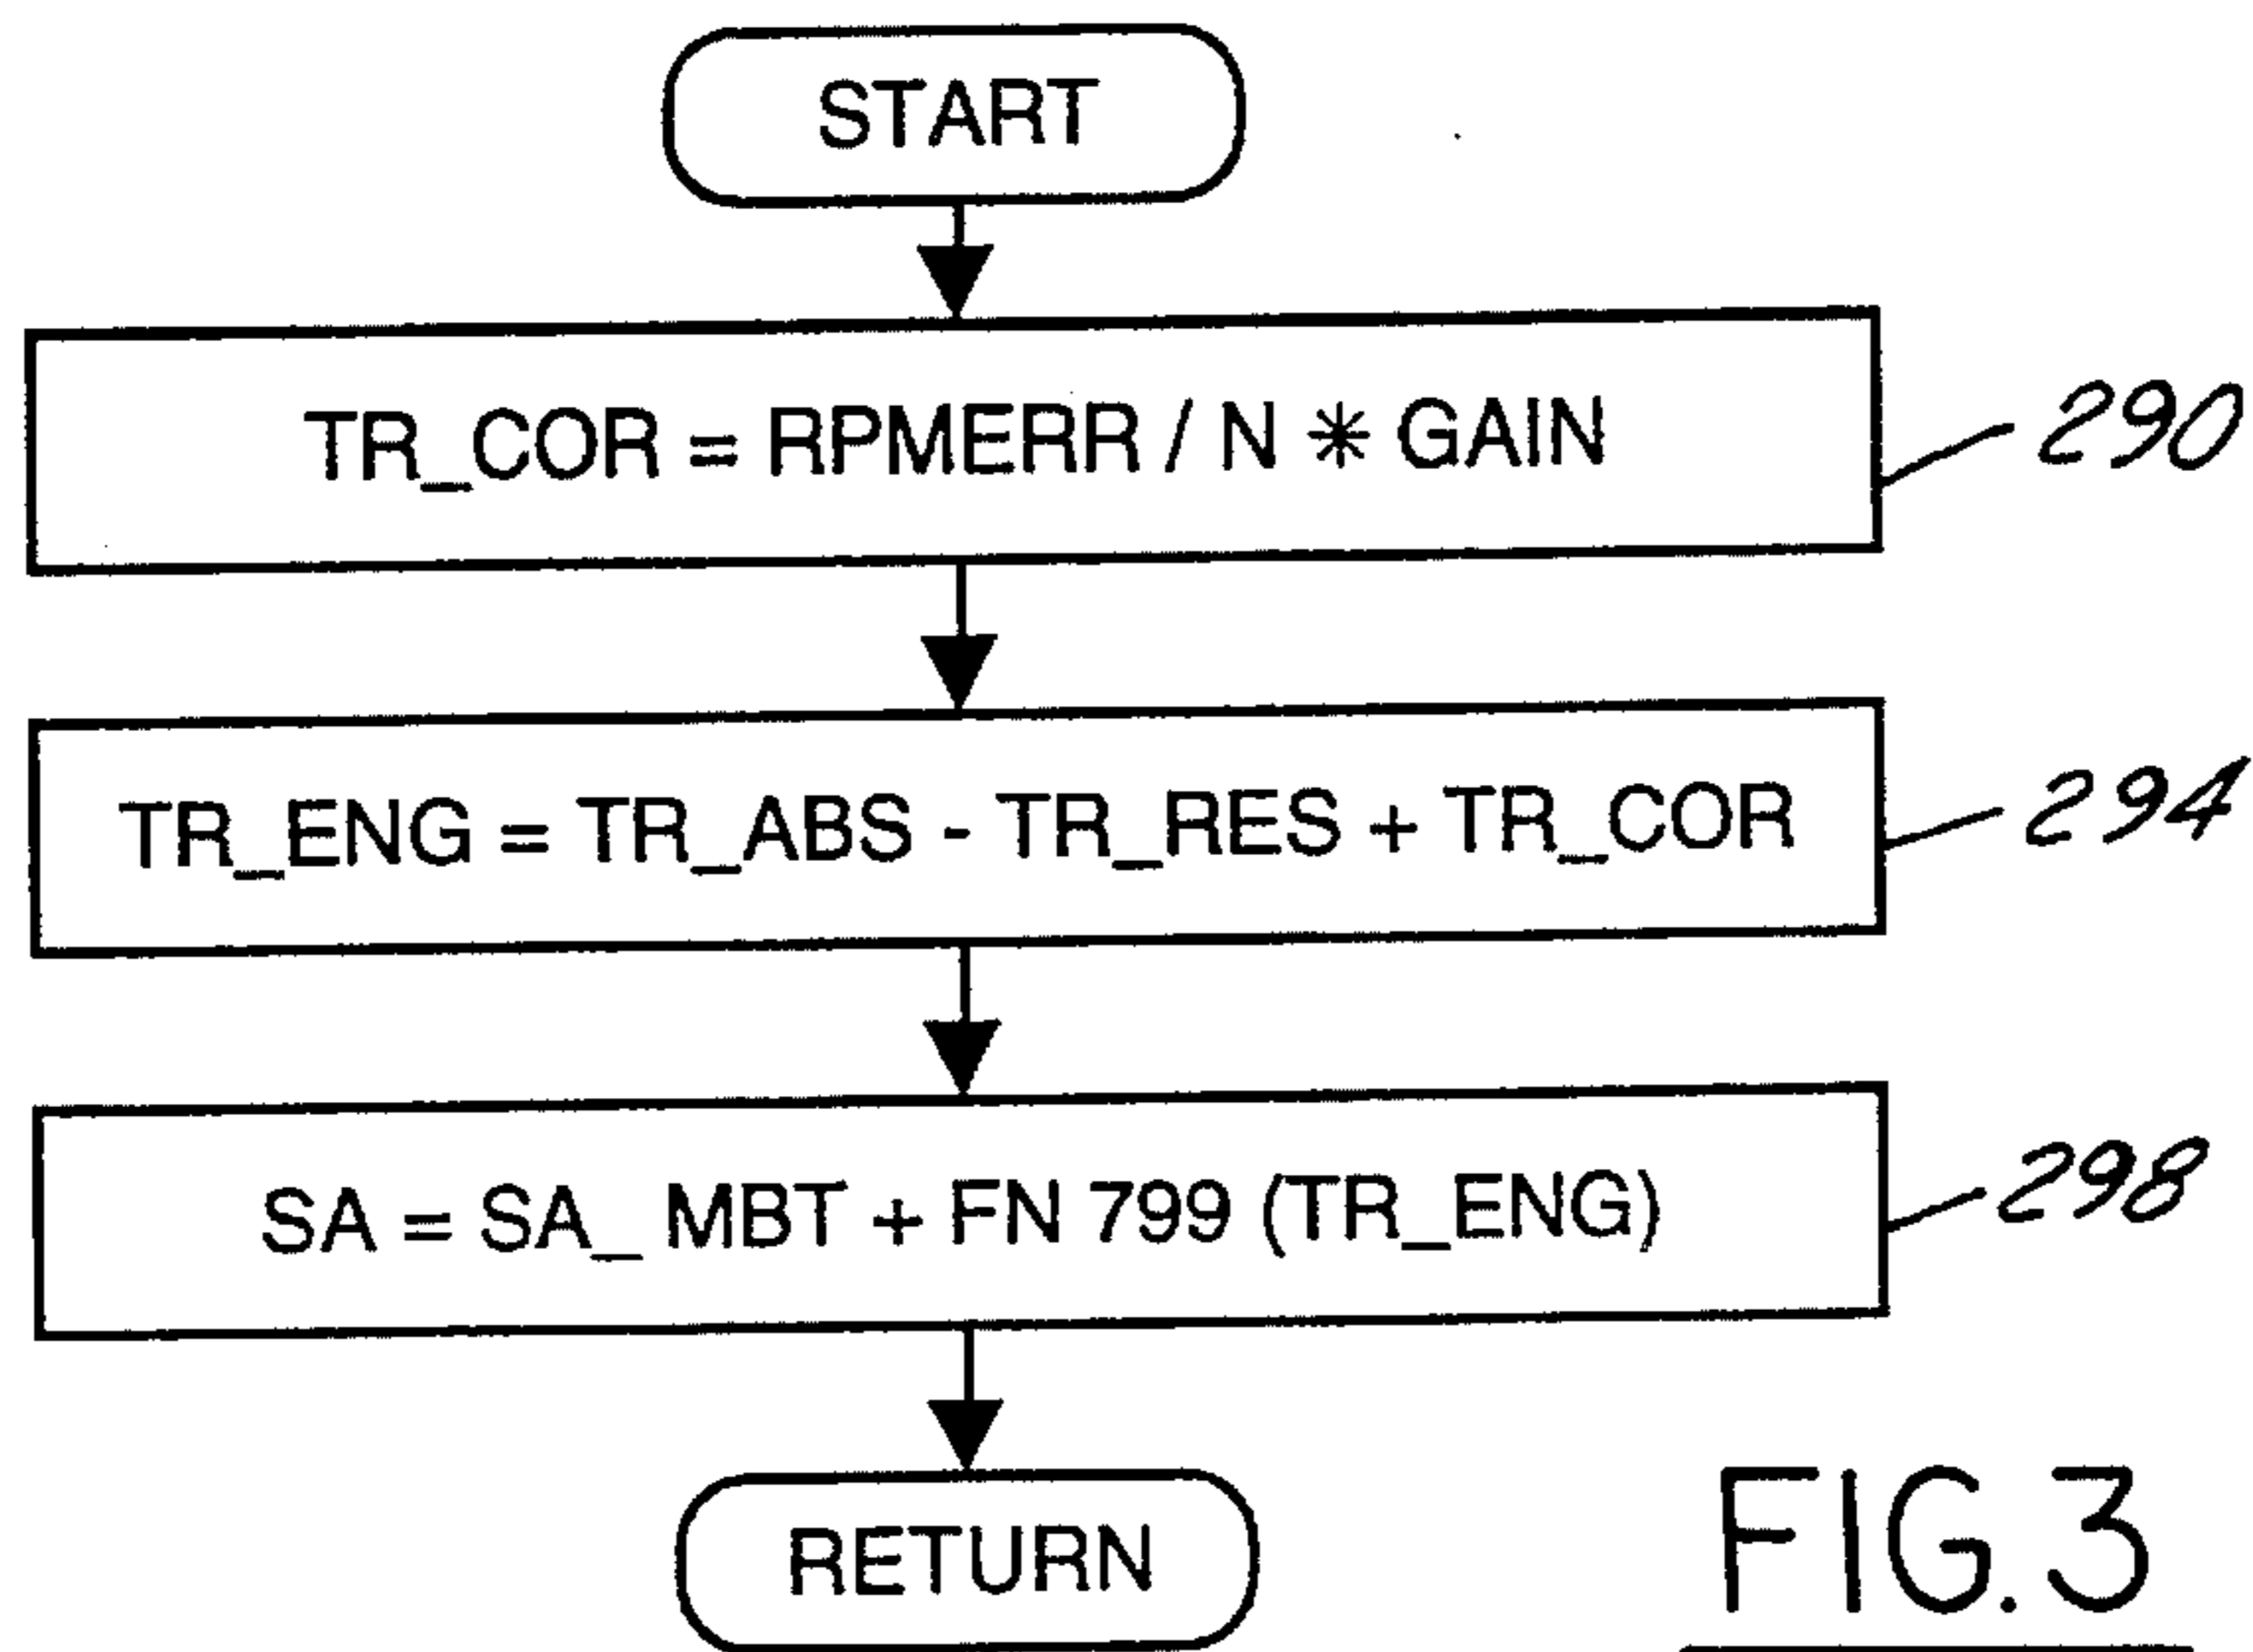 START
TR_COR = RPMERR / N * GAIN
290
TR_ENG = TR_ABS - TR_RES + TR_COR
294
SA = SA_ MBT + FN 799 (TR_ENG)
298
RETURN
FIG.3